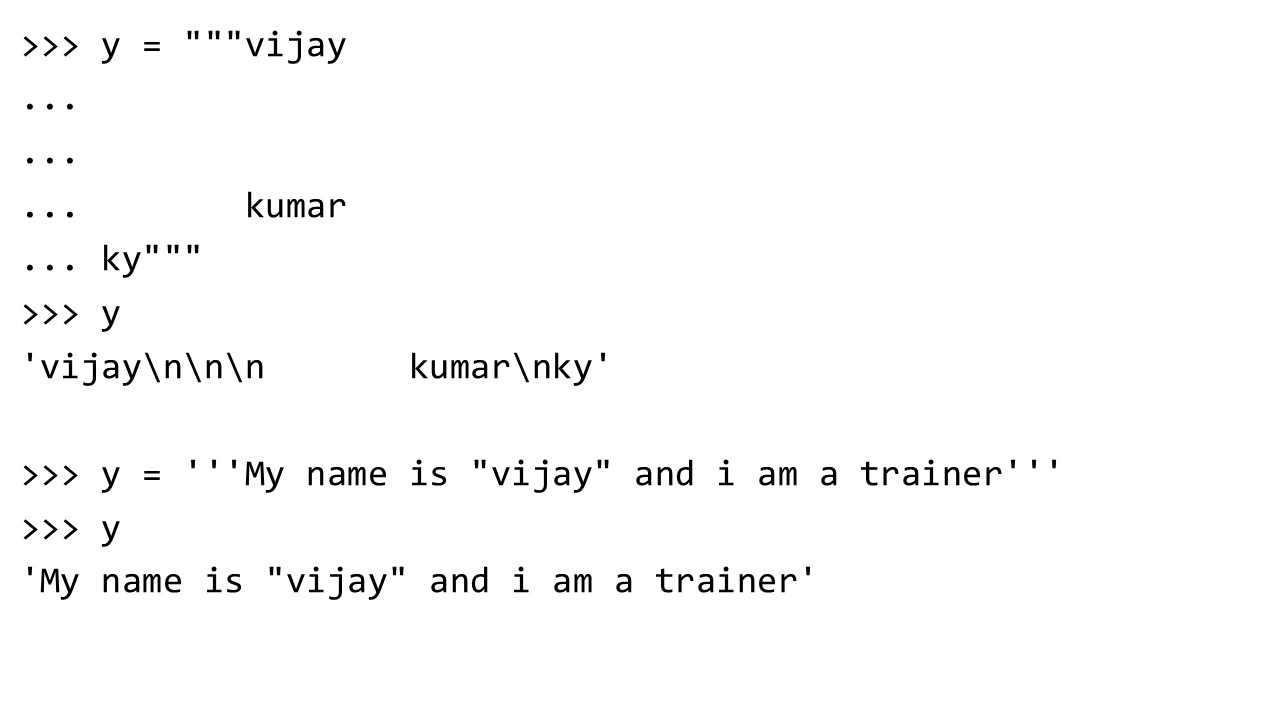 >>> y = """vijay
...
...
...        kumar
... ky"""
>>> y
'vijay\n\n\n       kumar\nky'
>>> y = '''My name is "vijay" and i am a trainer'''
>>> y
'My name is "vijay" and i am a trainer'